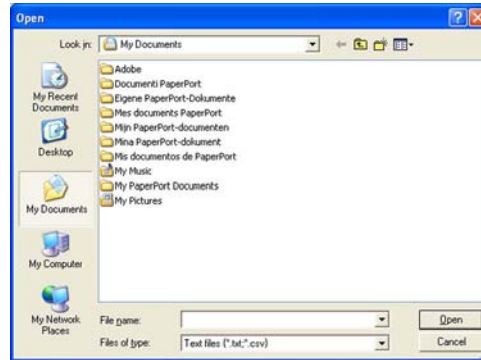 Open
Look in: My Documents
My Recent
Documents
Desktop
My Documents
My Computer
My Network
Places
Adobe
Documenti PaperPort
Eigene PaperPort-Dokumente
Mes documents PaperPort
Mijn PaperPort-documenten
Mina PaperPort-dokument
Mis documentos de PaperPort
My Music
My PaperPort Documents
My Pictures
File name:
Open
Files of type: Text files (*.txt;*.csv)
Cancel